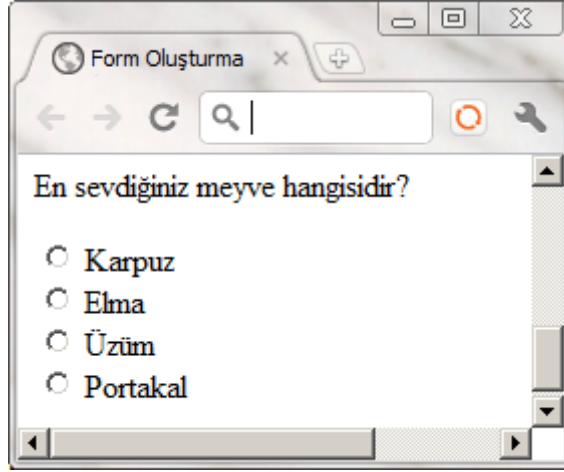 Form Oluşturma
En sevdiğiniz meyve hangisidir?
Karpuz
Elma
Üzüm
Portakal